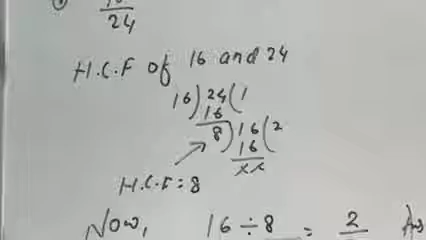 24
H.C.F of 16 and 24
16)24(1
16
8)16(2
16
xx
H.C.F=8
Now, 16÷8 = 2 Ans